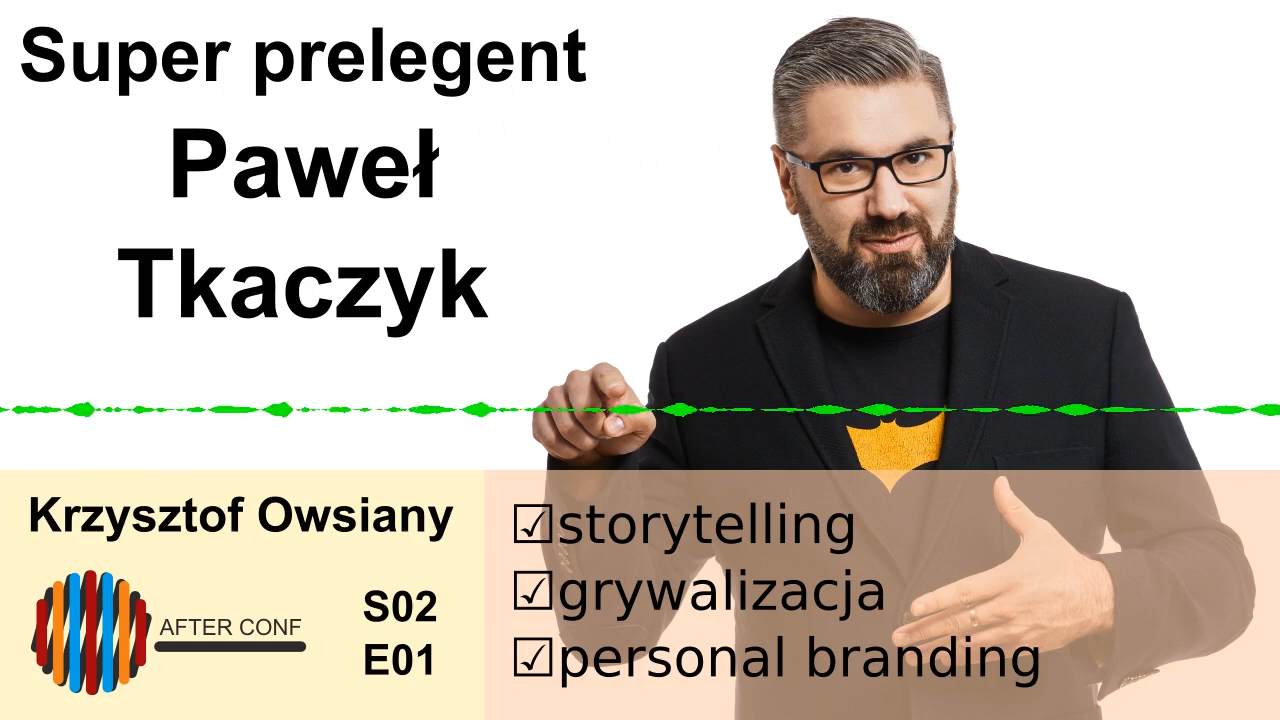 Super prelegent
Paweł
Tkaczyk
Krzysztof Owsiany
AFTER CONF
S02
E01
☑storytelling
☑grywalizacja
☑personal branding